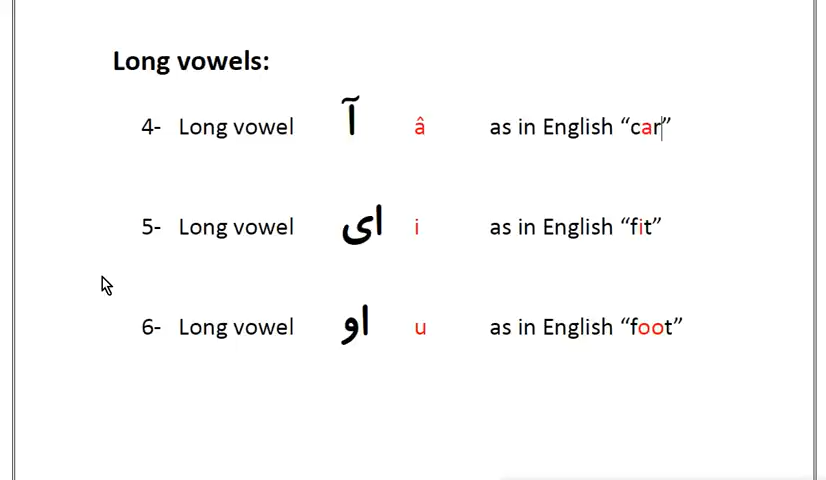 Long vowels:
4- Long vowel آ â as in English “car”
5- Long vowel ای i as in English “fit”
6- Long vowel او u as in English “foot”